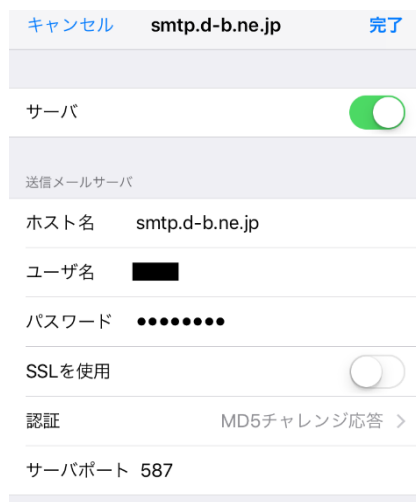 キャンセル smtp.d-b.ne.jp 完了
サーバ
送信メールサーバ
ホスト名 smtp.d-b.ne.jp
ユーザ名
パスワード ●●●●●●●●
SSLを使用
認証 MD5チャレンジ応答 >
サーバポート 587